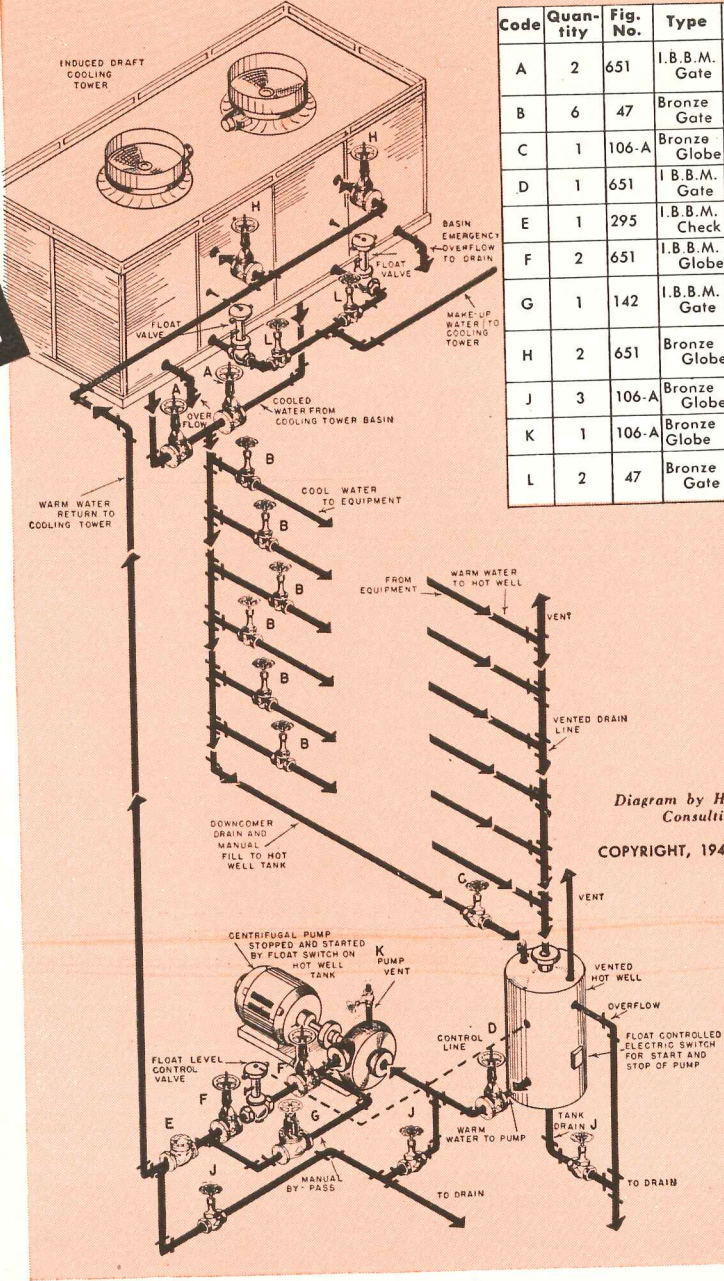 INDUCED DRAFT
COOLING
TOWER
Code Quan-tity Fig. No. Type
A 2 651 I.B.B.M. Gate
B 6 47 Bronze Gate
C 1 106-A Bronze Globe
D 1 651 I B.B.M. Gate
E 1 295 I.B.B.M. Check
F 2 651 I.B.B.M. Globe
G 1 142 I.B.B.M. Gate
H 2 651 Bronze Globe
J 3 106-A Bronze Globe
K 1 106-A Bronze Globe
L 2 47 Bronze Gate
H
H
BASIN
EMERGENCY
OVERFLOW
TO DRAIN
FLOAT
VALVE
L
MAKE-UP
WATER TO
COOLING
TOWER
FLOAT
VALVE
L
A
A
OVER
FLOW
COOLED
WATER FROM
COOLING TOWER BASIN
WARM WATER
RETURN TO
COOLING TOWER
B
COOL WATER
TO EQUIPMENT
B
B
B
B
B
FROM
EQUIPMENT
WARM WATER
TO HOT WELL
VENT
VENTED DRAIN
LINE
Diagram by H
Consulti
COPYRIGHT, 194
DOWNCOMER
DRAIN AND
MANUAL
FILL TO HOT
WELL TANK
C
VENT
CENTRIFUGAL PUMP
STOPPED AND STARTED
BY FLOAT SWITCH ON
HOT WELL
TANK
K
PUMP
VENT
VENTED
HOT WELL
OVERFLOW
CONTROL
LINE
D
FLOAT CONTROLLED
ELECTRIC SWITCH
FOR START AND
STOP OF PUMP
FLOAT LEVEL
CONTROL
VALVE
F
F
G
E
J
WARM
WATER TO PUMP
TANK
DRAIN
J
J
MANUAL
BY-PASS
TO DRAIN
TO DRAIN